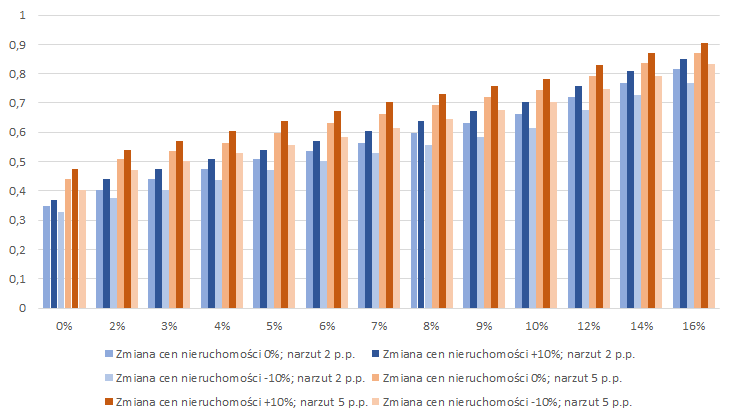 1
0,9
0,8
0,7
0,6
0,5
0,4
0,3
0,2
0,1
0
0% 2% 3% 4% 5% 6% 7% 8% 9% 10% 12% 14% 16%
Zmiana cen nieruchomości 0%; narzut 2 p.p. Zmiana cen nieruchomości +10%; narzut 2 p.p.
Zmiana cen nieruchomości -10%; narzut 2 p.p. Zmiana cen nieruchomości 0%; narzut 5 p.p.
Zmiana cen nieruchomości +10%; narzut 5 p.p. Zmiana cen nieruchomości -10%; narzut 5 p.p.